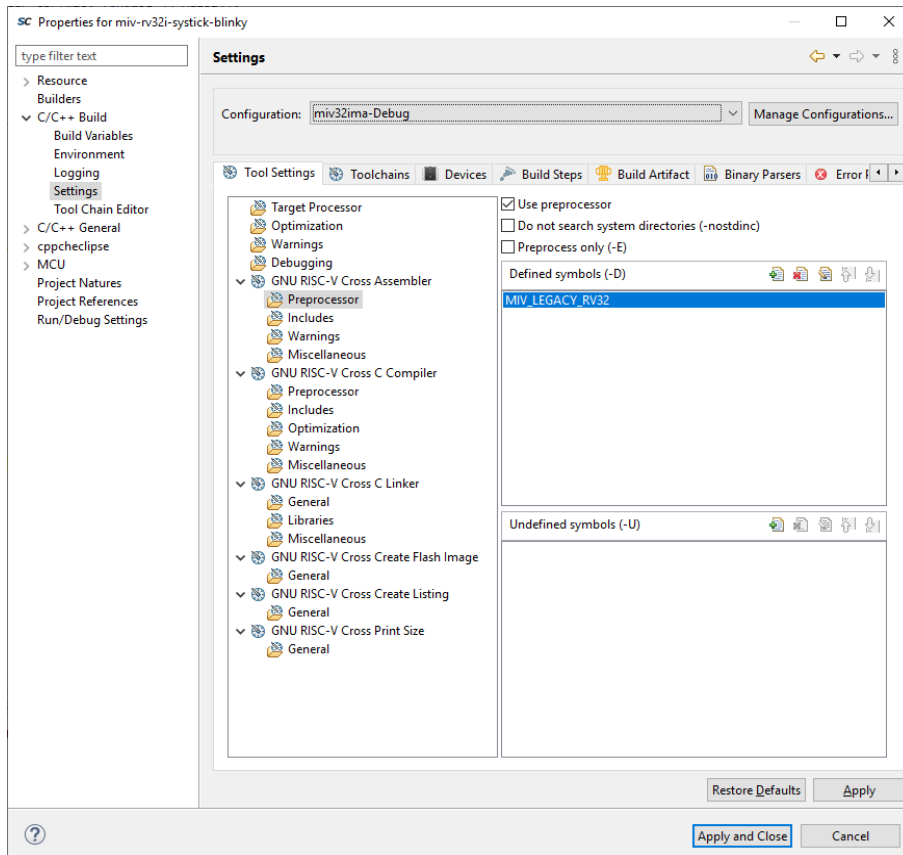 SC Properties for miv-rv32i-systick-blinky
type filter text
Resource
Builders
C/C++ Build
Build Variables
Environment
Logging
Settings
Tool Chain Editor
C/C++ General
cppcheclipse
MCU
Project Natures
Project References
Run/Debug Settings
Settings
Configuration: miv32ima-Debug Manage Configurations...
Tool Settings Toolchains Devices Build Steps Build Artifact Binary Parsers Error
Target Processor
Optimization
Warnings
Debugging
GNU RISC-V Cross Assembler
Preprocessor
Includes
Warnings
Miscellaneous
GNU RISC-V Cross C Compiler
Preprocessor
Includes
Optimization
Warnings
Miscellaneous
GNU RISC-V Cross C Linker
General
Libraries
Miscellaneous
GNU RISC-V Cross Create Flash Image
General
GNU RISC-V Cross Create Listing
General
GNU RISC-V Cross Print Size
General
Use preprocessor
Do not search system directories (-nostdinc)
Preprocess only (-E)
Defined symbols (-D)
MIV_LEGACY_RV32
Undefined symbols (-U)
Restore Defaults Apply
? Apply and Close Cancel